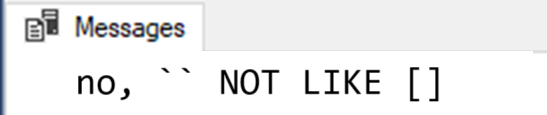 Messages
no, `` NOT LIKE []